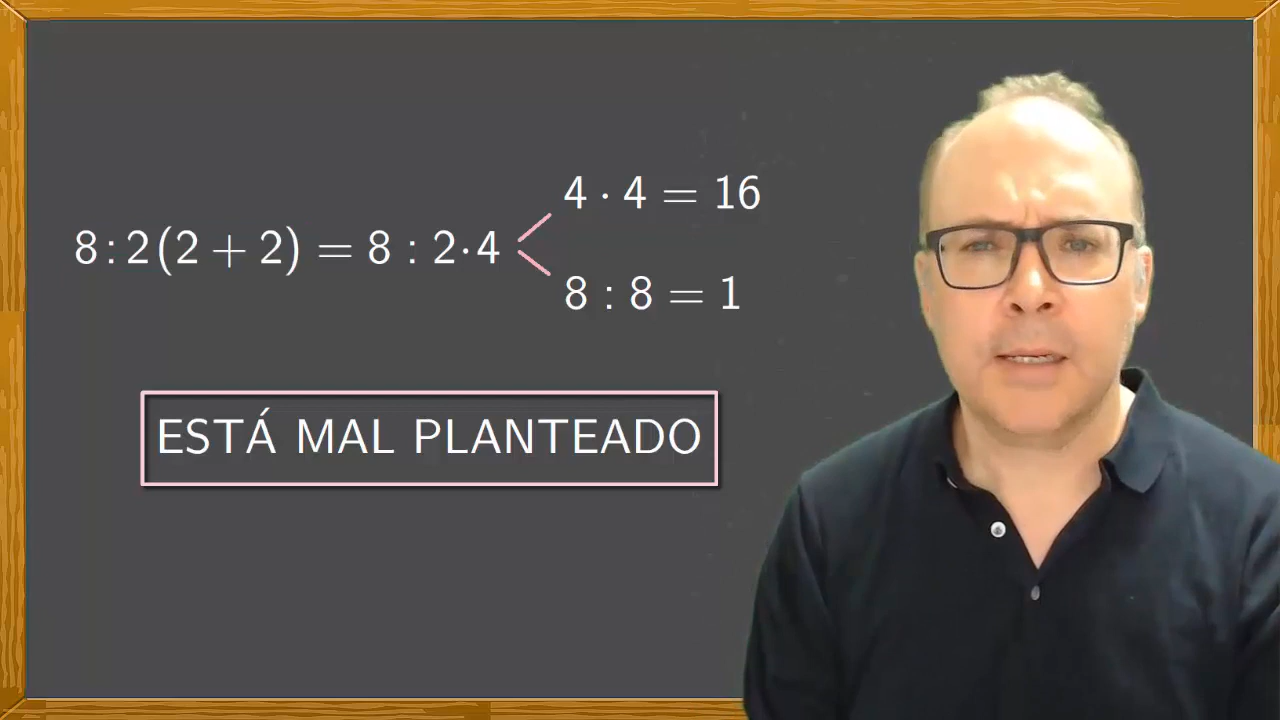 4 · 4 = 16
8 : 2(2 + 2) = 8 : 2·4
8 : 8 = 1
ESTÁ MAL PLANTEADO